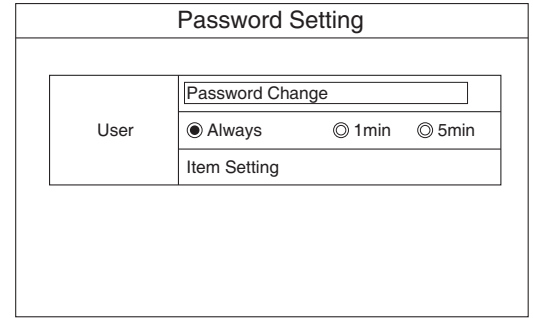 Password Setting
Password Change
User
Always 1min 5min
Item Setting